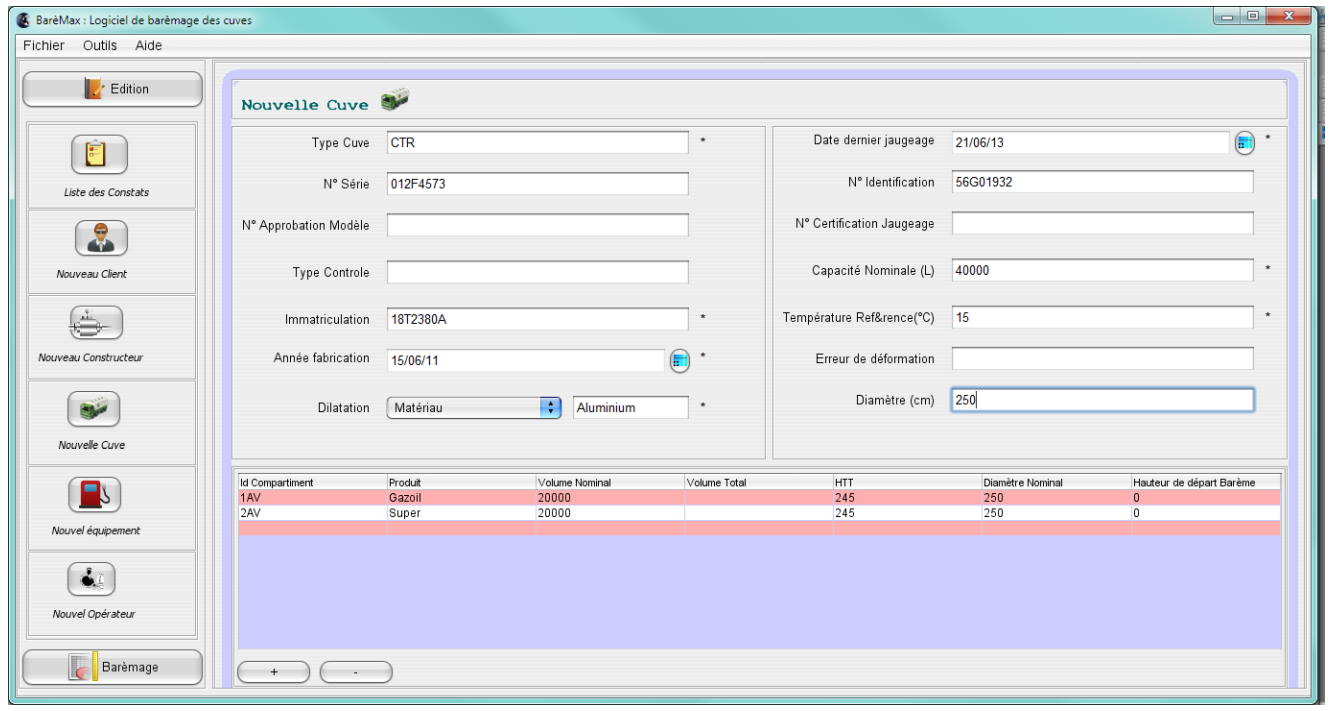 BarèMax : Logiciel de barèmage des cuves
Fichier Outils Aide
Edition
Liste des Constats
Nouveau Client
Nouveau Constructeur
Nouvelle Cuve
Nouvel équipement
Nouvel Opérateur
Barèmage
Nouvelle Cuve
Type Cuve CTR *
N° Série 012F4573
N° Approbation Modèle
Type Controle
Immatriculation 18T2380A *
Année fabrication 15/06/11 *
Dilatation Matériau Aluminium *
Date dernier jaugeage 21/06/13 *
N° Identification 56G01932
N° Certification Jaugeage
Capacité Nominale (L) 40000 *
Température Ref&rence(°C) 15 *
Erreur de déformation
Diamètre (cm) 250
Id Compartiment Produit Volume Nominal Volume Total HTT Diamètre Nominal Hauteur de départ Barème
1AV Gazoil 20000 245 250 0
2AV Super 20000 245 250 0
+ -